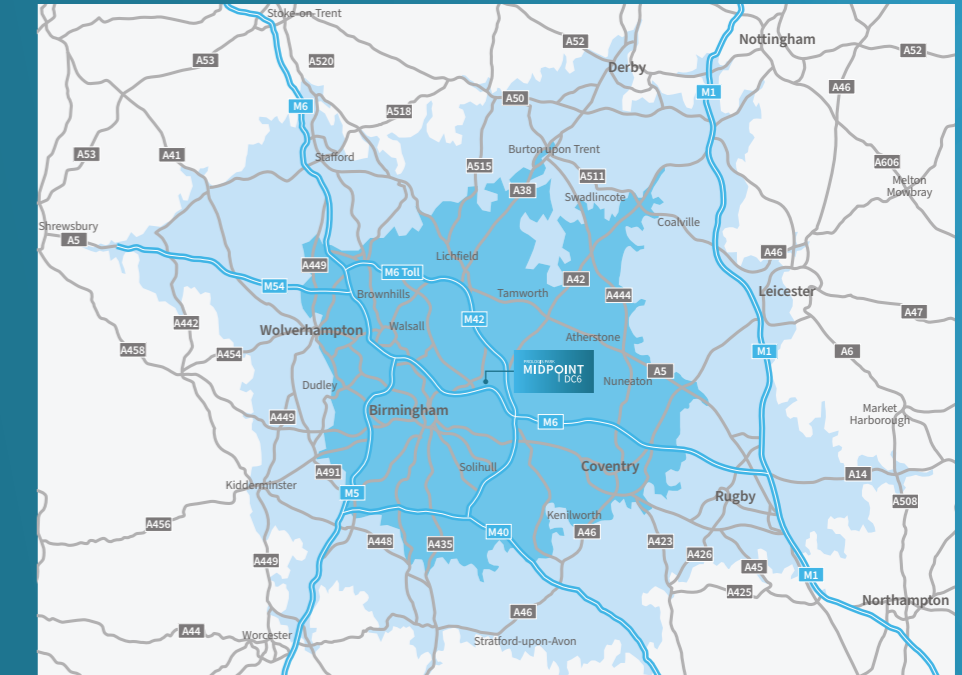 Stoke-on-Trent
A52
Nottingham
A52
A53
A520
Derby
A46
M1
A50
M6
A518
Burton upon Trent
A53
A41
Stafford
A515
A511
A606
Melton
Mowbray
A38
Swadlincote
Shrewsbury
A5
Coalville
A46
Lichfield
A449
M6 Toll
A42
M54
Brownhills
Tamworth
A444
Leicester
A47
A442
M42
Wolverhampton
Walsall
Atherstone
A458
A454
M1
A6
PROLOGIS PARK
MIDPOINT
DC6
A5
Dudley
Nuneaton
Birmingham
A449
M6
Market
Harborough
A491
Solihull
Coventry
A14
Kidderminster
M5
Rugby
A508
A456
Kenilworth
M40
A46
A448
A435
A423
A426
A449
A45
M1
A425
Northampton
A46
A44
Worcester
Stratford-upon-Avon